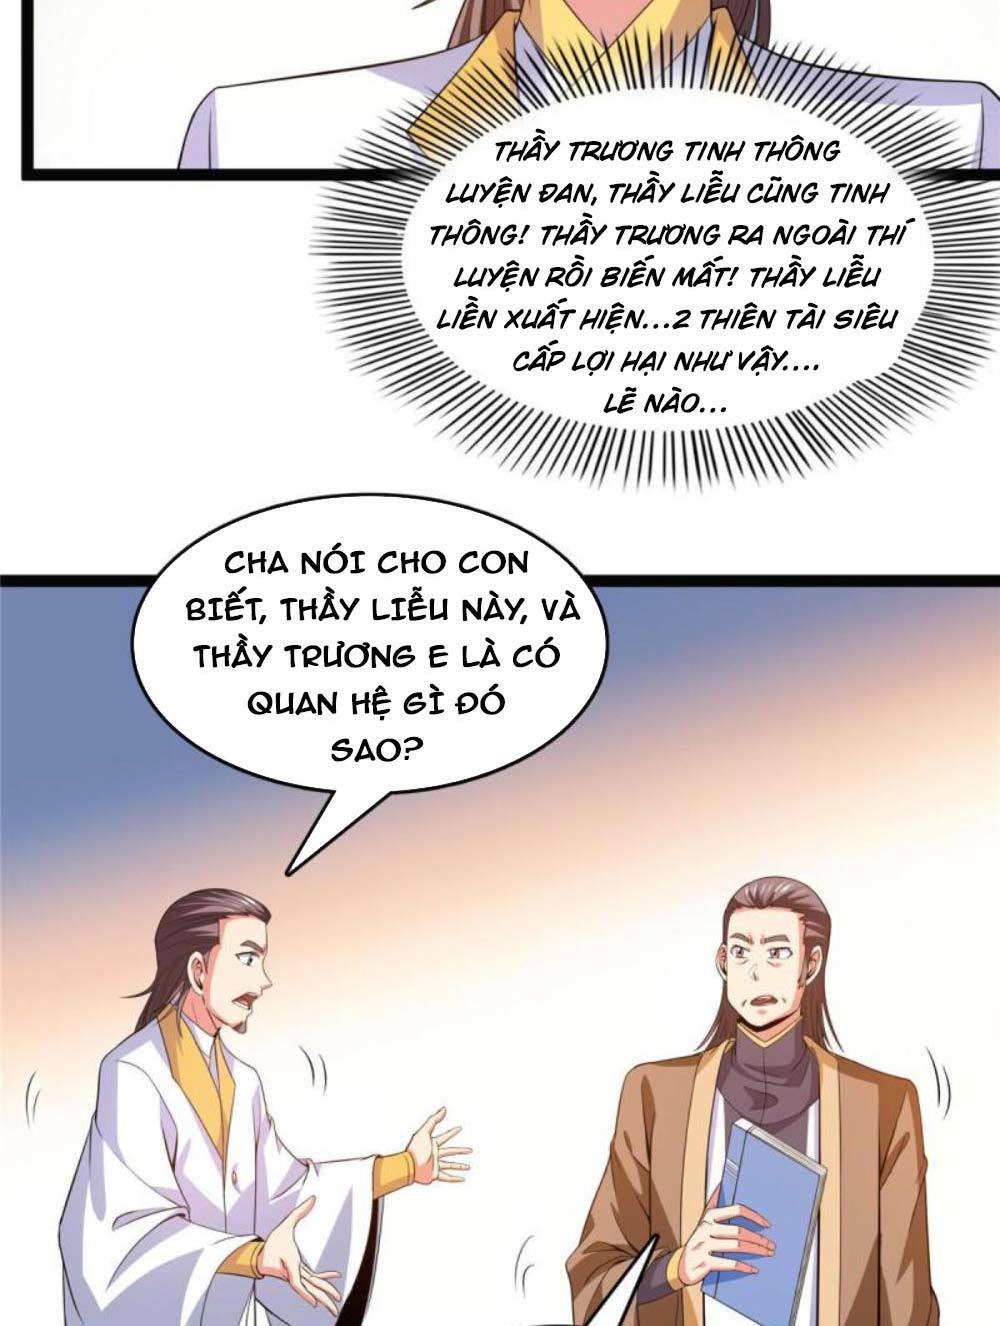 THẦY TRƯƠNG TINH THÔNG
LUYỆN ĐAN, THẦY LIỄU CŨNG TINH
THÔNG! THẦY TRƯƠNG RA NGOÀI THÍ
LUYỆN RỒI BIẾN MẤT! THẦY LIỄU
LIỀN XUẤT HIỆN...2 THIÊN TÀI SIÊU
CẤP LỢI HẠI NHƯ VẬY....
LẼ NÀO...
CHA NÓI CHO CON
BIẾT, THẦY LIỄU NÀY, VÀ
THẦY TRƯƠNG E LÀ CÓ
QUAN HỆ GÌ ĐÓ
SAO?